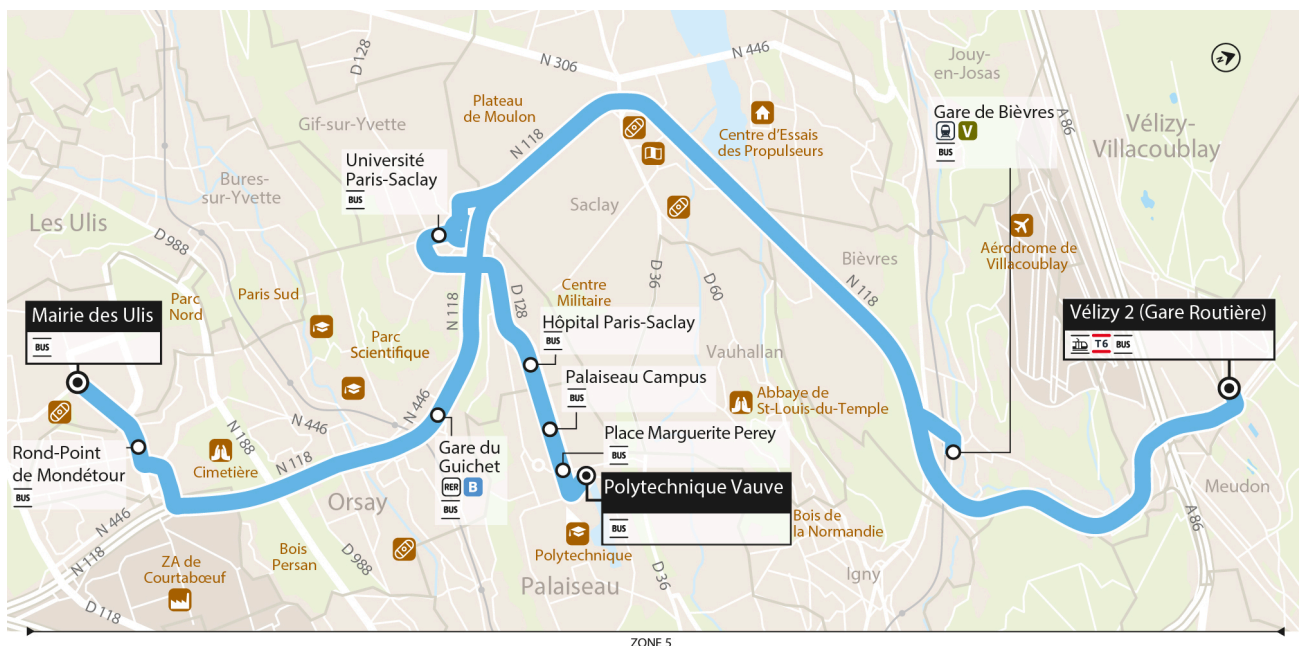 N 306
N 446
D 128
Jouy-
en-Josas
A 86
Plateau
de Moulon
Gare de Bièvres
V
BUS
Vélizy-
Villacoublay
Gif-sur-Yvette
N 118
Centre d'Essais
des Propulseurs
Université
Paris-Saclay
BUS
Bures-
sur-Yvette
Saclay
Les Ulis
D 988
Aérodrome de
Villacoublay
Bièvres
D 36
D 60
N 118
Parc
Nord
Paris Sud
N 118
D 128
Centre
Militaire
Mairie des Ulis
BUS
Vélizy 2 (Gare Routière)
T6
BUS
Hôpital Paris-Saclay
BUS
Parc
Scientifique
Vauhallan
Palaiseau Campus
BUS
Abbaye de
St-Louis-du-Temple
N 446
N 446
N 188
Place Marguerite Perey
BUS
Rond-Point
de Mondétour
BUS
Cimetière
N 118
Gare du
Guichet
RER B
BUS
Polytechnique Vauve
BUS
Meudon
Orsay
N 446
N 118
A 86
Bois de
la Normandie
Polytechnique
Bois
Persan
D 988
ZA de
Courtabœuf
Palaiseau
D 36
Igny
D 118
ZONE 5